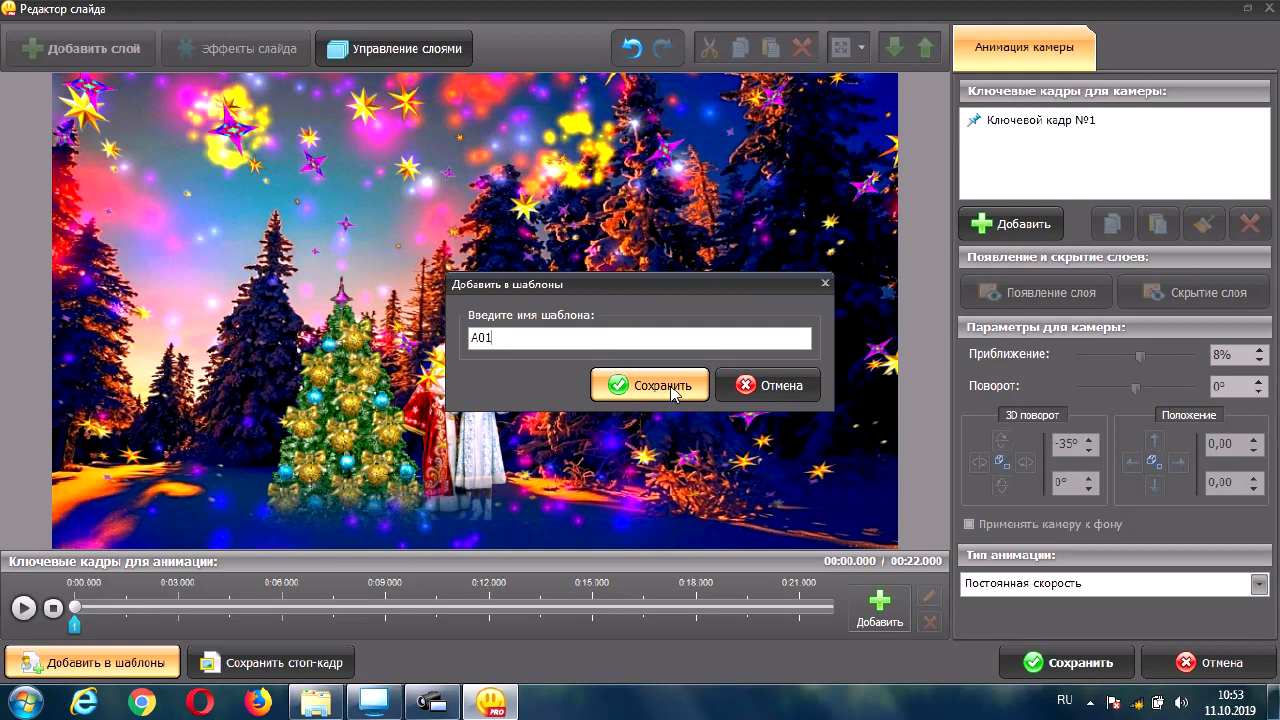 Редактор слайда
Добавить слой
Эффекты слайда
Управление слоями
Анимация камеры
Ключевые кадры для камеры:
Ключевой кадр №1
Добавить
Появление и скрытие слоев:
Появление слоя
Скрытие слоя
Параметры для камеры:
Приближение:
8%
Поворот:
0°
3D поворот
Положение
-35°
0,00
0°
0,00
Применять камеру к фону
Тип анимации:
Постоянная скорость
Добавить в шаблоны
Введите имя шаблона:
A01
Сохранить
Отмена
Ключевые кадры для анимации:
00:00.000 / 00:22.000
0:00.000
0:03.000
0:06.000
0:09.000
0:12.000
0:15.000
0:18.000
0:21.000
Добавить
Добавить в шаблоны
Сохранить стоп-кадр
Сохранить
Отмена
PRO
RU
10:53
11.10.2019